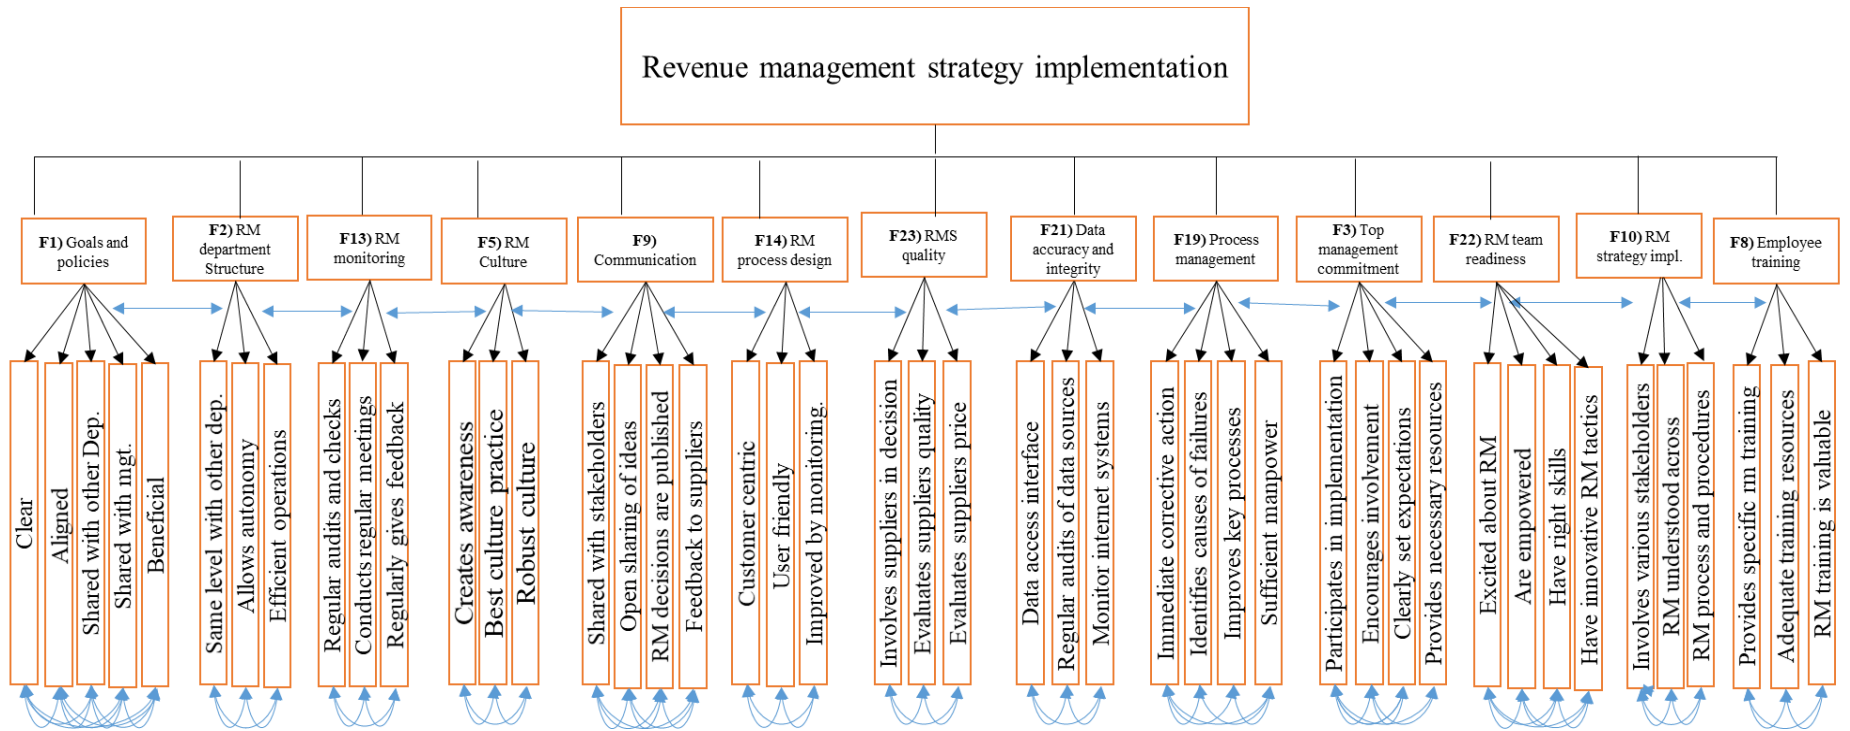 Revenue management strategy implementation
F1) Goals and
policies
F2) RM
department
Structure
F13) RM
monitoring
F5) RM
Culture
F9)
Communication
F14) RM
process design
F23) RMS
quality
F21) Data
accuracy and
integrity
F19) Process
management
F3) Top
management
commitment
F22) RM team
readiness
F10) RM
strategy impl.
F8) Employee
training
Clear
Aligned
Shared with other Dep.
Shared with mgt.
Beneficial
Same level with other dep.
Allows autonomy
Efficient operations
Regular audits and checks
Conducts regular meetings
Regularly gives feedback
Creates awareness
Best culture practice
Robust culture
Shared with stakeholders
Open sharing of ideas
RM decisions are published
Feedback to suppliers
Customer centric
User friendly
Improved by monitoring.
Involves suppliers in decision
Evaluates suppliers quality
Evaluates suppliers price
Data access interface
Regular audits of data sources
Monitor internet systems
Immediate corrective action
Identifies causes of failures
Improves key processes
Sufficient manpower
Participates in implementation
Encourages involvement
Clearly set expectations
Provides necessary resources
Excited about RM
Are empowered
Have right skills
Have innovative RM tactics
Involves various stakeholders
RM understood across
RM process and procedures
Provides specific rm training
Adequate training resources
RM training is valuable